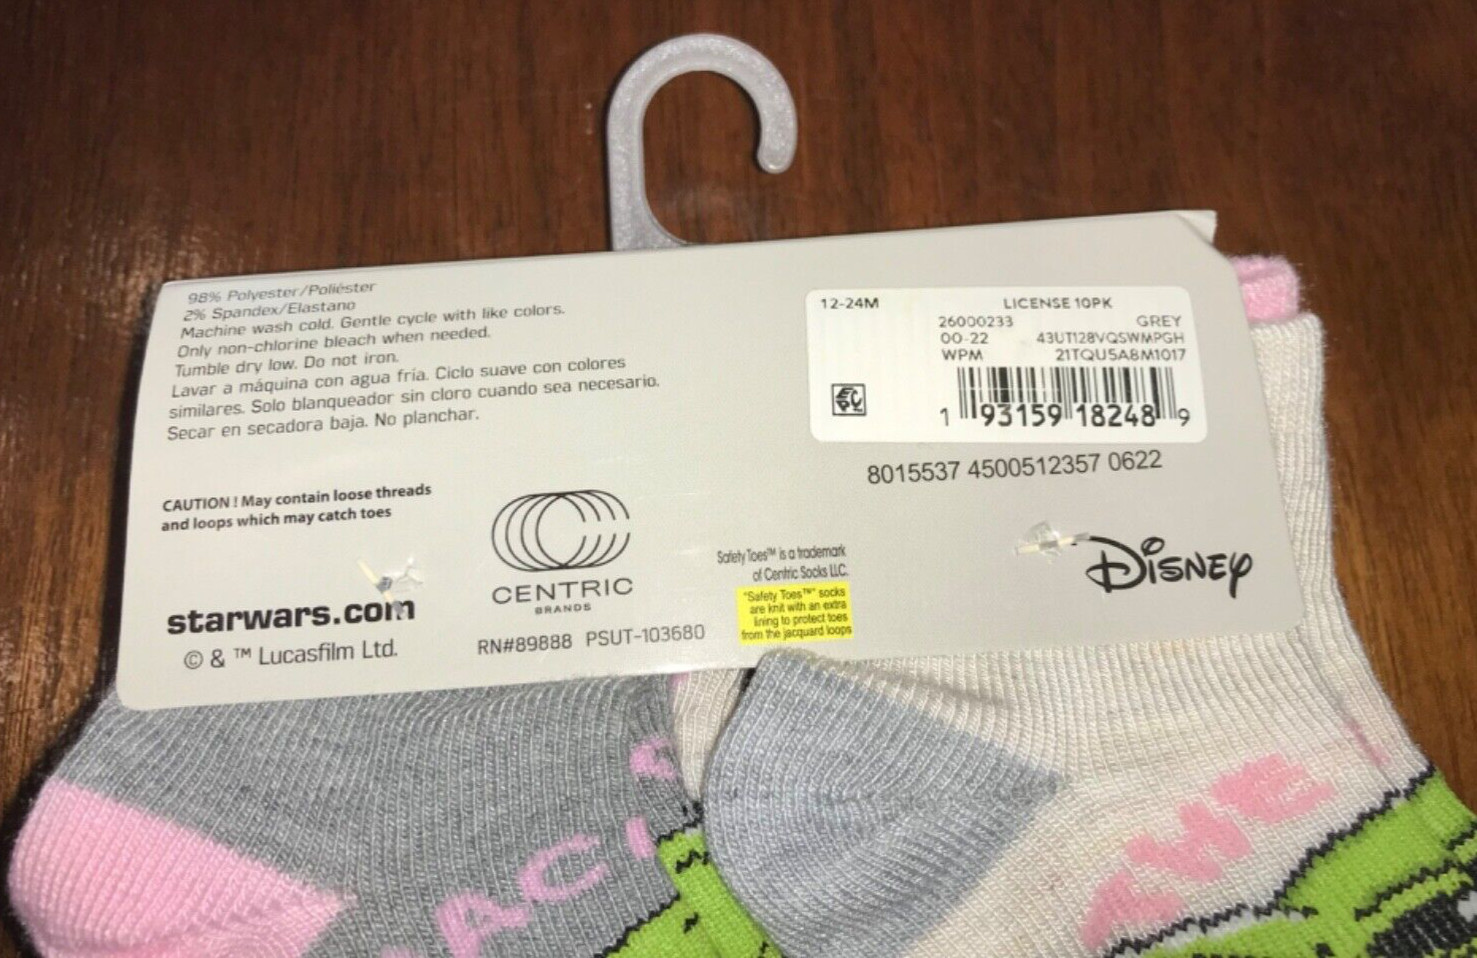 98% Polyester/Poliéster
2% Spandex/Elastano
Machine wash cold. Gentle cycle with like colors.
Only non-chlorine bleach when needed.
Tumble dry low. Do not iron.
Lavar a máquina con agua fría. Ciclo suave con colores
similares. Solo blanqueador sin cloro cuando sea necesario.
Secar en secadora baja. No planchar.
CAUTION ! May contain loose threads
and loops which may catch toes
starwars.com
© & ™ Lucasfilm Ltd.
CENTRIC
BRANDS
RN#89888 PSUT-103680
Safety Toes™ is a trademark
of Centric Socks LLC.
"Safety Toes™" socks
are knit with an extra
lining to protect toes
from the jacquard loops
12-24M LICENSE 10PK
26000233 GREY
00-22 43UT128VQSWMPGH
WPM 21TQU5A8M1017
1 93159 18248 9
8015537 4500512357 0622
Disney
THE